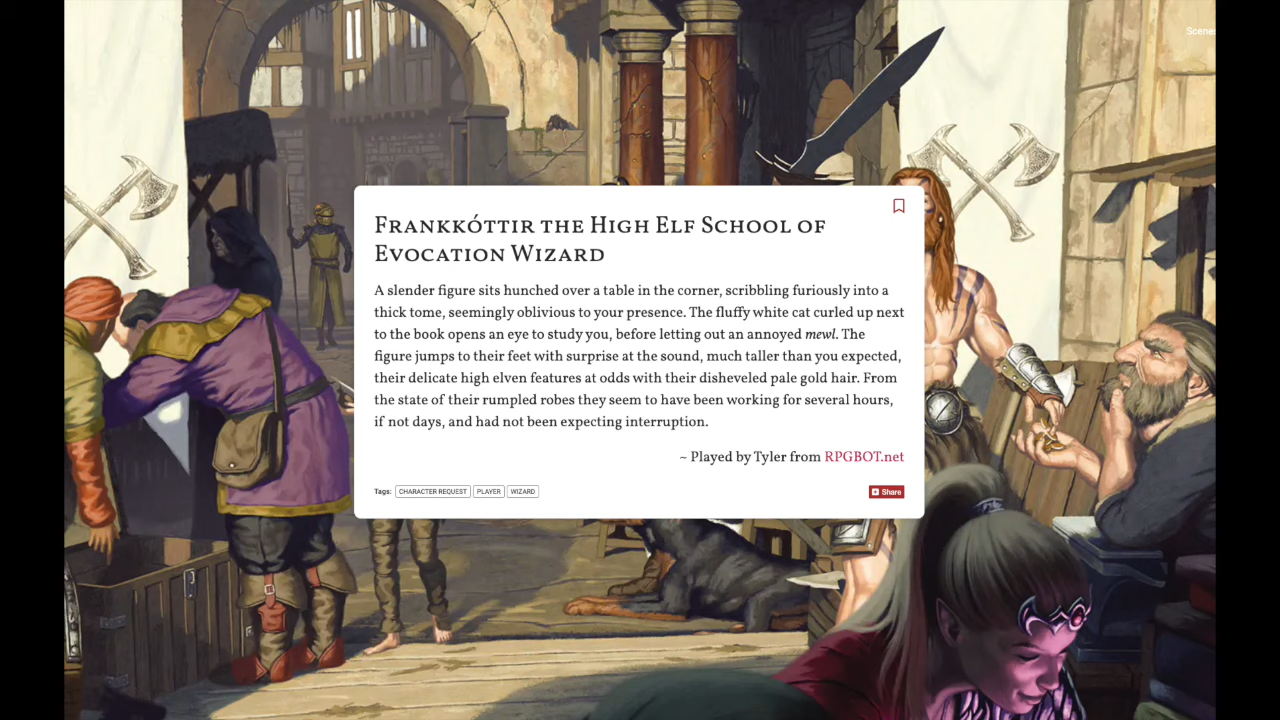 Scenes
Frankkóttir the High Elf School of
Evocation Wizard
A slender figure sits hunched over a table in the corner, scribbling furiously into a
thick tome, seemingly oblivious to your presence. The fluffy white cat curled up next
to the book opens an eye to study you, before letting out an annoyed mewl. The
figure jumps to their feet with surprise at the sound, much taller than you expected,
their delicate high elven features at odds with their disheveled pale gold hair. From
the state of their rumpled robes they seem to have been working for several hours,
if not days, and had not been expecting interruption.
~ Played by Tyler from RPGBOT.net
Tags: CHARACTER REQUEST PLAYER WIZARD
Share